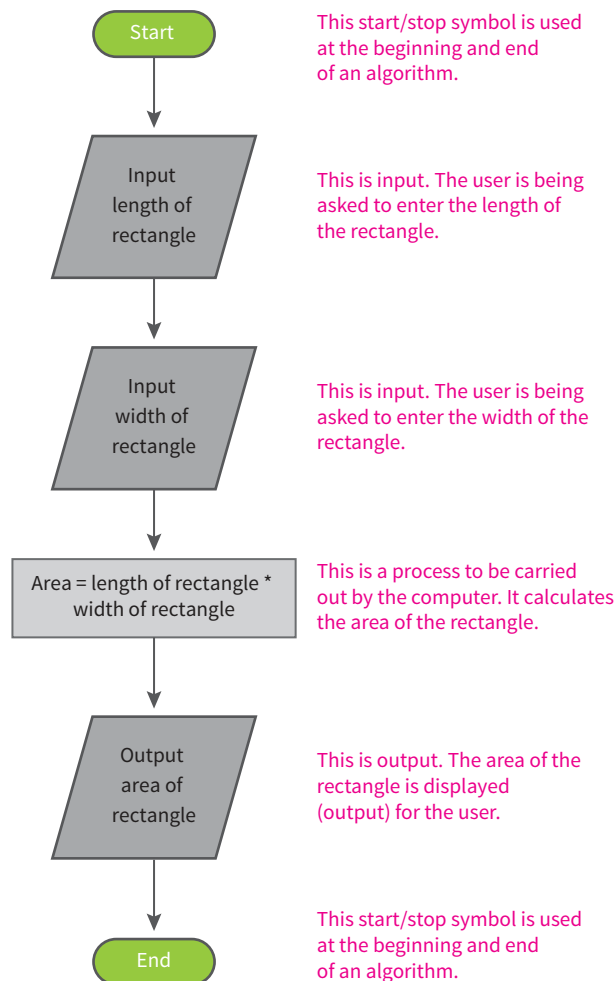 Start
This start/stop symbol is used
at the beginning and end
of an algorithm.
Input
length of
rectangle
This is input. The user is being
asked to enter the length of
the rectangle.
Input
width of
rectangle
This is input. The user is being
asked to enter the width of the
rectangle.
Area = length of rectangle *
width of rectangle
This is a process to be carried
out by the computer. It calculates
the area of the rectangle.
Output
area of
rectangle
This is output. The area of the
rectangle is displayed
(output) for the user.
End
This start/stop symbol is used
at the beginning and end
of an algorithm.